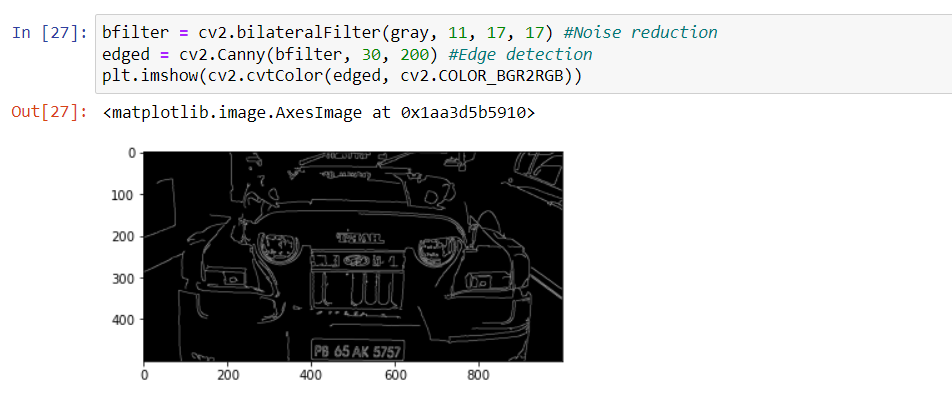 In [27]: bfilter = cv2.bilateralFilter(gray, 11, 17, 17) #Noise reduction
edged = cv2.Canny(bfilter, 30, 200) #Edge detection
plt.imshow(cv2.cvtColor(edged, cv2.COLOR_BGR2RGB))
Out[27]: <matplotlib.image.AxesImage at 0x1aa3d5b5910>
0
100
200
300
400
PB 65 AK 5757
0 200 400 600 800